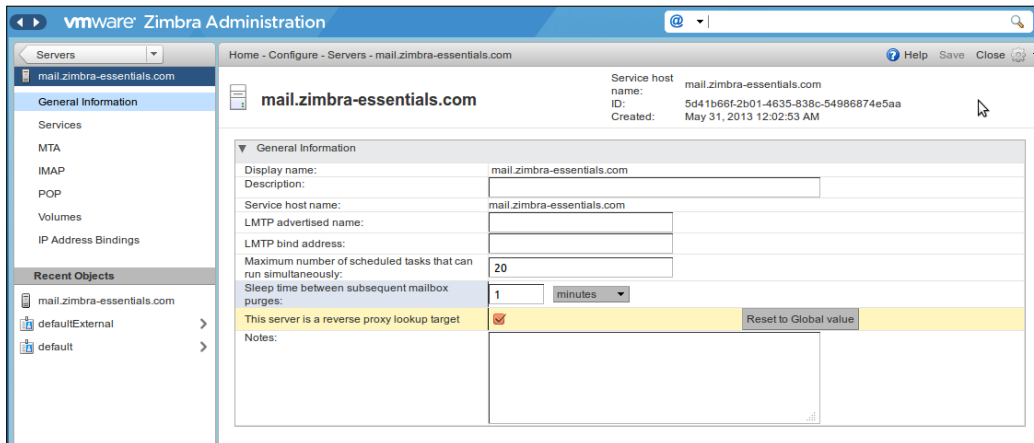 vmware Zimbra Administration
@
Servers
mail.zimbra-essentials.com
General Information
Services
MTA
IMAP
POP
Volumes
IP Address Bindings
Recent Objects
mail.zimbra-essentials.com
defaultExternal
default
Home - Configure - Servers - mail.zimbra-essentials.com
? Help Save Close
mail.zimbra-essentials.com
Service host name: mail.zimbra-essentials.com
ID: 5d41b66f-2b01-4635-838c-54986874e5aa
Created: May 31, 2013 12:02:53 AM
General Information
Display name: mail.zimbra-essentials.com
Description:
Service host name: mail.zimbra-essentials.com
LMTP advertised name:
LMTP bind address:
Maximum number of scheduled tasks that can
run simultaneously: 20
Sleep time between subsequent mailbox
purges: 1 minutes
This server is a reverse proxy lookup target Reset to Global value
Notes: